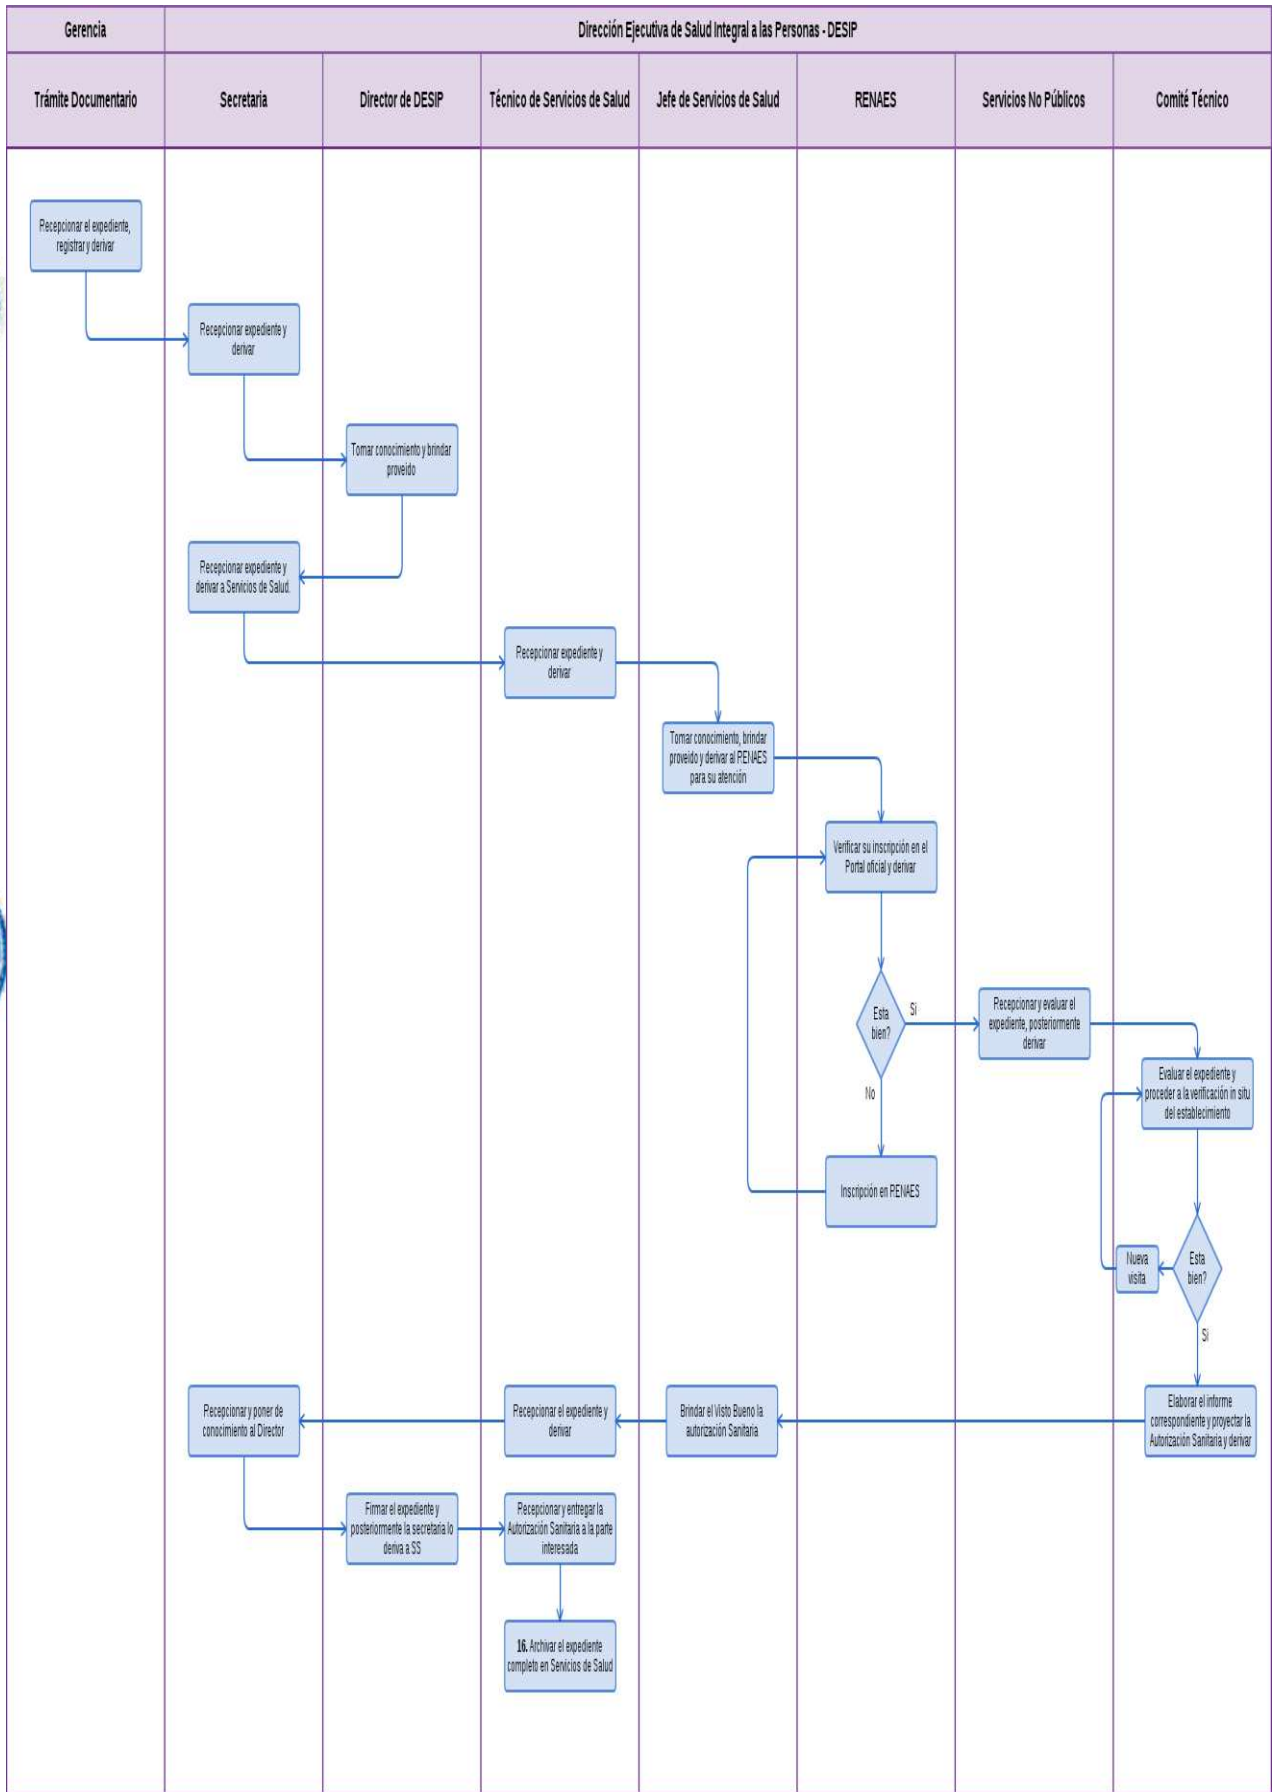 Gerencia
Dirección Ejecutiva de Salud Integral a las Personas - DESIP
Trámite Documentario
Secretaria
Director de DESIP
Técnico de Servicios de Salud
Jefe de Servicios de Salud
RENAES
Servicios No Públicos
Comité Técnico
Recepcionar el expediente,
registrar y derivar
Recepcionar expediente y
derivar
Tomar conocimiento y brindar
proveido
Recepcionar expediente y
derivar a Servicios de Salud.
Recepcionar expediente y
derivar
Tomar conocimiento, brindar
proveido y derivar al RENAES
para su atención
Verificar su inscripción en el
Portal oficial y derivar
Esta
bien?
Si
No
Recepcionar y evaluar el
expediente, posteriormente
derivar
Evaluar el expediente y
proceder a la verificación in situ
del establecimiento
Inscripción en RENAES
Nueva
visita
Esta
bien?
Si
Recepcionar y poner de
conocimiento al Director
Recepcionar el expediente y
derivar
Brindar el Visto Bueno la
autorización Sanitaria
Elaborar el informe
correspondiente y proyectar la
Autorización Sanitaria y derivar
Firmar el expediente y
posteriormente la secretaria lo
deriva a SS
Recepcionar y entregar la
Autorización Sanitaria a la parte
interesada
16. Archivar el expediente
completo en Servicios de Salud